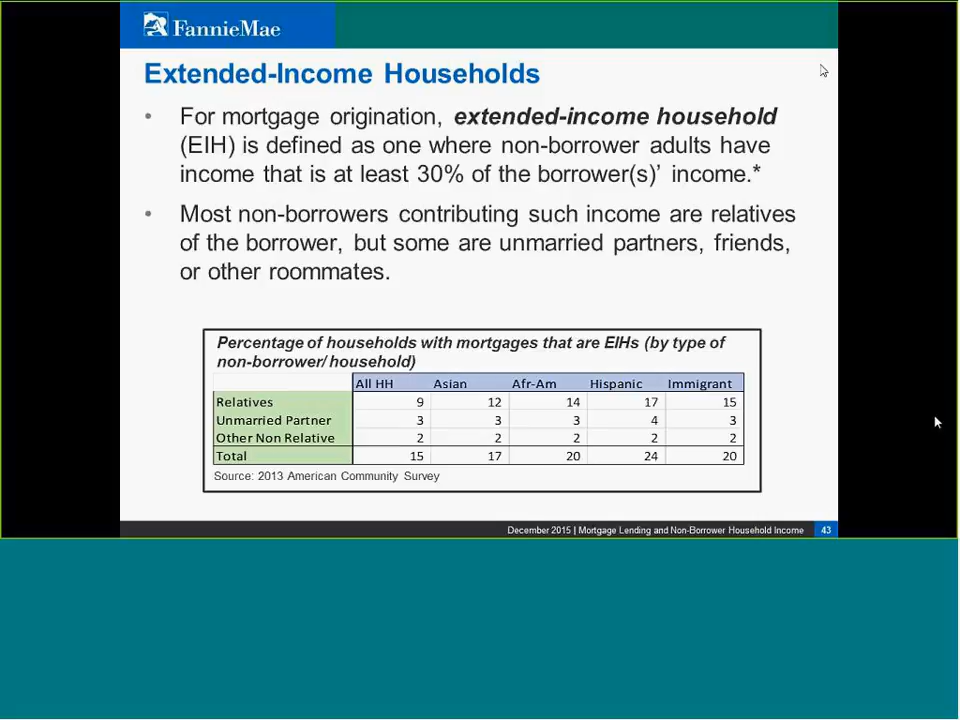 FannieMae
Extended-Income Households
• For mortgage origination, extended-income household
(EIH) is defined as one where non-borrower adults have
income that is at least 30% of the borrower(s)’ income.*
• Most non-borrowers contributing such income are relatives
of the borrower, but some are unmarried partners, friends,
or other roommates.
Percentage of households with mortgages that are EIHs (by type of
non-borrower/ household)
All HH Asian Afr-Am Hispanic Immigrant
Relatives 9 12 14 17 15
Unmarried Partner 3 3 3 4 3
Other Non Relative 2 2 2 2 2
Total 15 17 20 24 20
Source: 2013 American Community Survey
December 2015 | Mortgage Lending and Non-Borrower Household Income 43